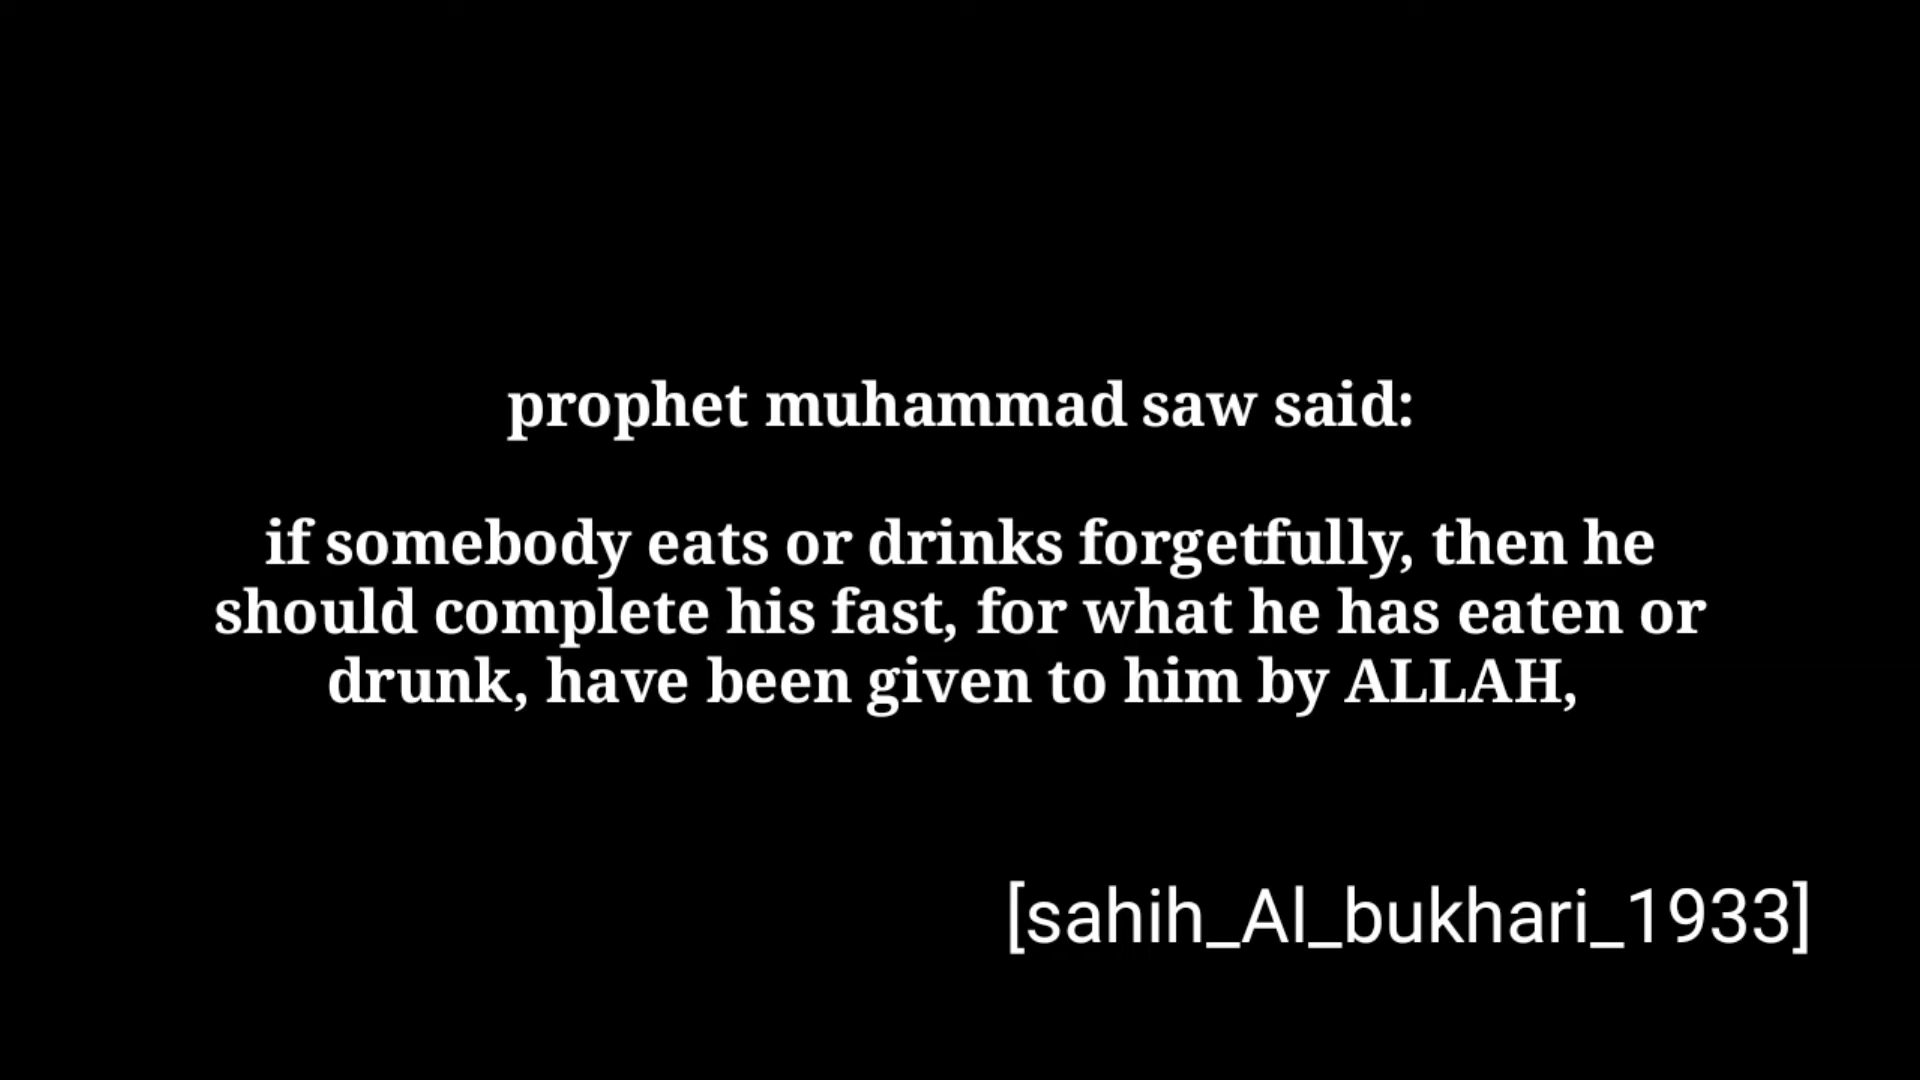 prophet muhammad saw said:
if somebody eats or drinks forgetfully, then he
should complete his fast, for what he has eaten or
drunk, have been given to him by ALLAH,
[sahih_Al_bukhari_1933]